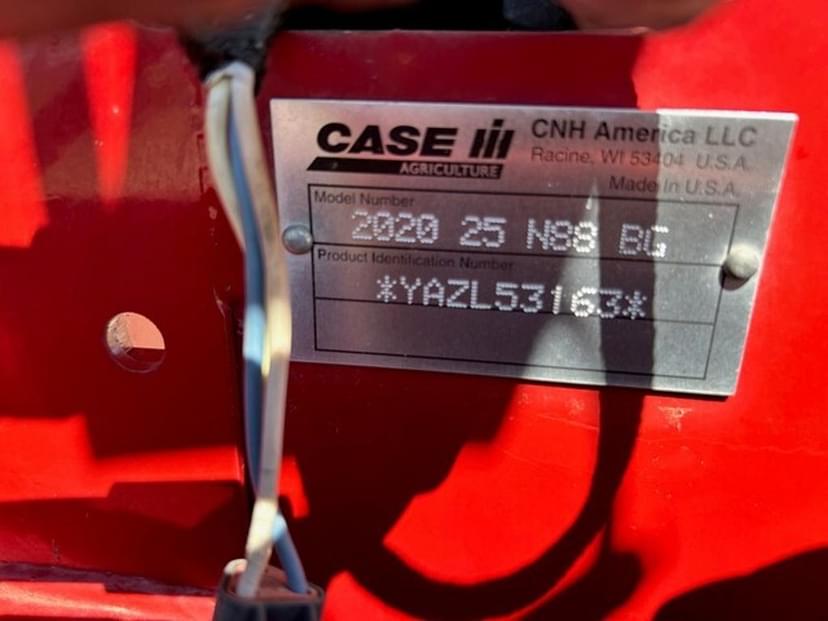 CASE IH
AGRICULTURE
CNH America LLC
Racine, WI 53404 U.S.A.
Made in U.S.A.
Model Number
2020 25 N88 BG
Product Identification Number
*YAZL53163*